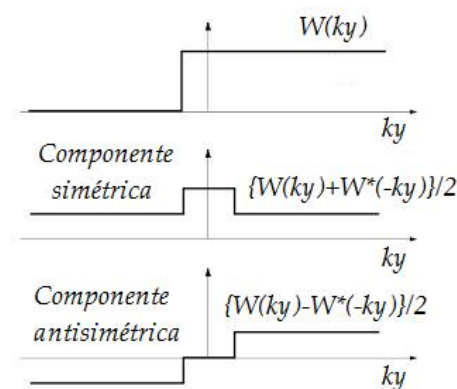 W(ky)
ky
Componente
simétrica
{W(ky)+W*(-ky)}/2
ky
Componente
antisimétrica
{W(ky)-W*(-ky)}/2
ky